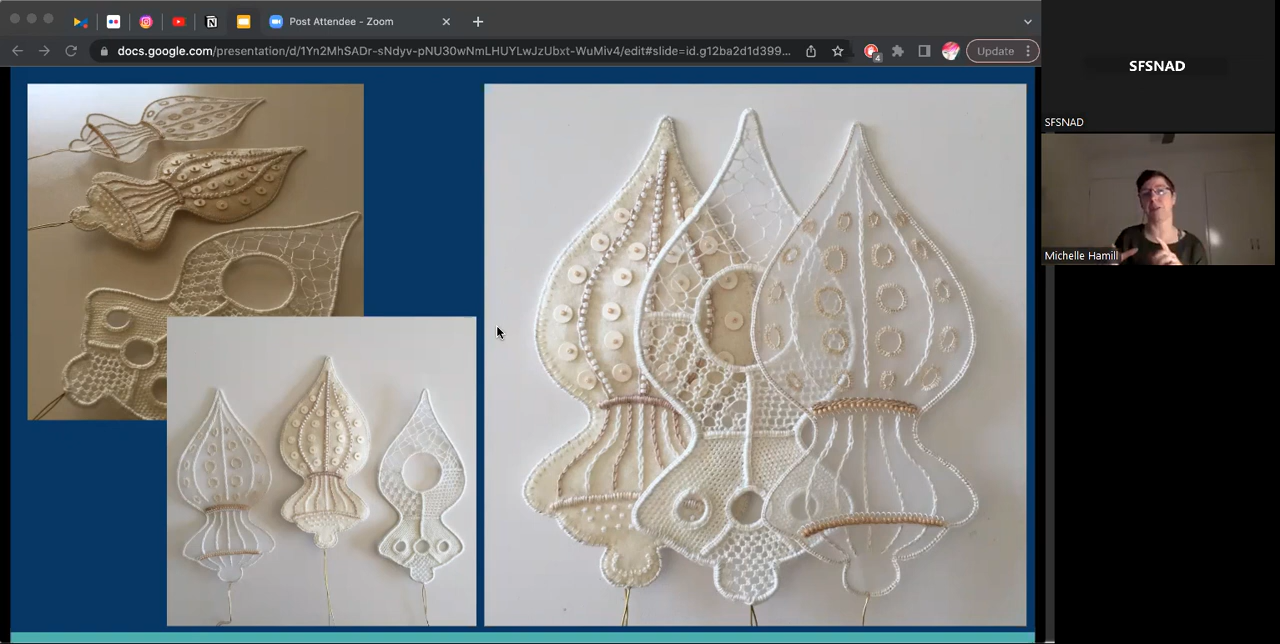 Post Attendee - Zoom
docs.google.com/presentation/d/1Yn2MhSADr-sNdyv-pNU30wNmLHUYLwJzUbxt-WuMiv4/edit#slide=id.g12ba2d1d399...
4
Update
SFSNAD
SFSNAD
Michelle Hamill